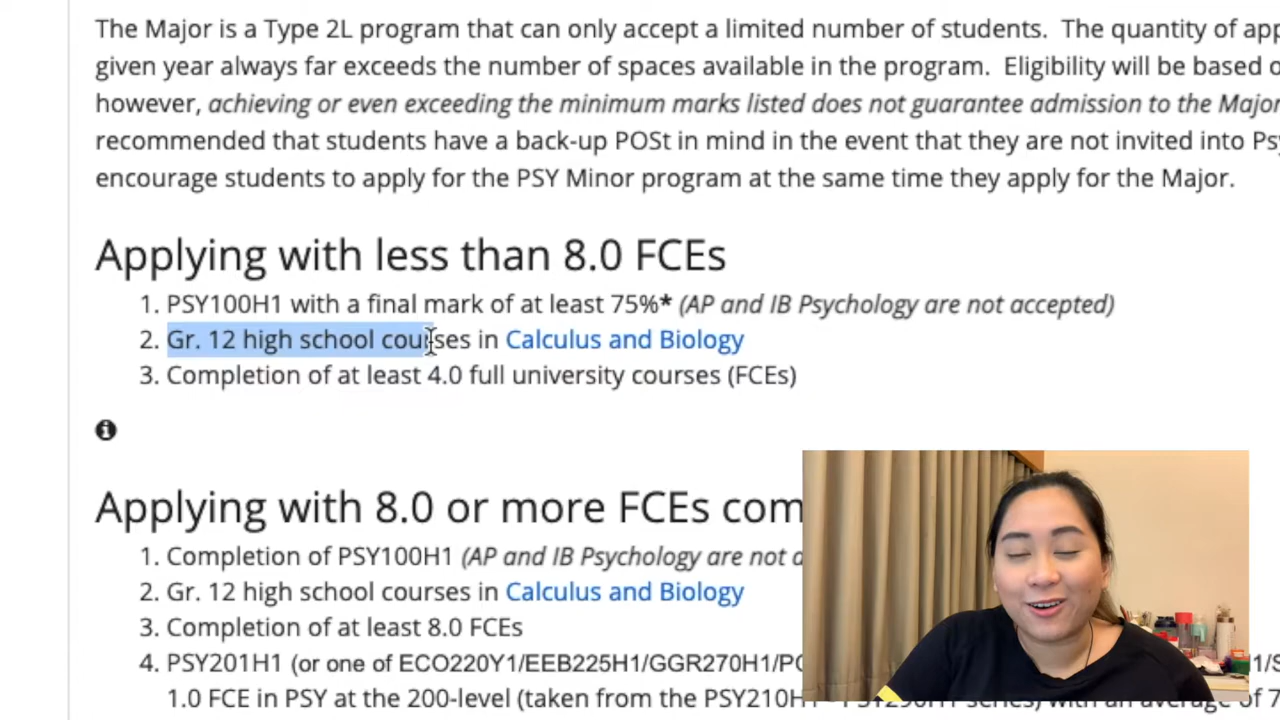 The Major is a Type 2L program that can only accept a limited number of students. The quantity of
given year always far exceeds the number of spaces available in the program. Eligibility will be based
however, achieving or even exceeding the minimum marks listed does not guarantee admission to the Major
recommended that students have a back-up POSt in mind in the event that they are not invited into
encourage students to apply for the PSY Minor program at the same time they apply for the Major.
Applying with less than 8.0 FCEs
1. PSY100H1 with a final mark of at least 75%* (AP and IB Psychology are not accepted)
2. Gr. 12 high school courses in Calculus and Biology
3. Completion of at least 4.0 full university courses (FCEs)
Applying with 8.0 or more FCEs com
1. Completion of PSY100H1 (AP and IB Psychology are not a
2. Gr. 12 high school courses in Calculus and Biology
3. Completion of at least 8.0 FCEs
4. PSY201H1 (or one of ECO220Y1/EEB225H1/GGR270H1/
1.0 FCE in PSY at the 200-level (taken from the PSY210H with an average of 7